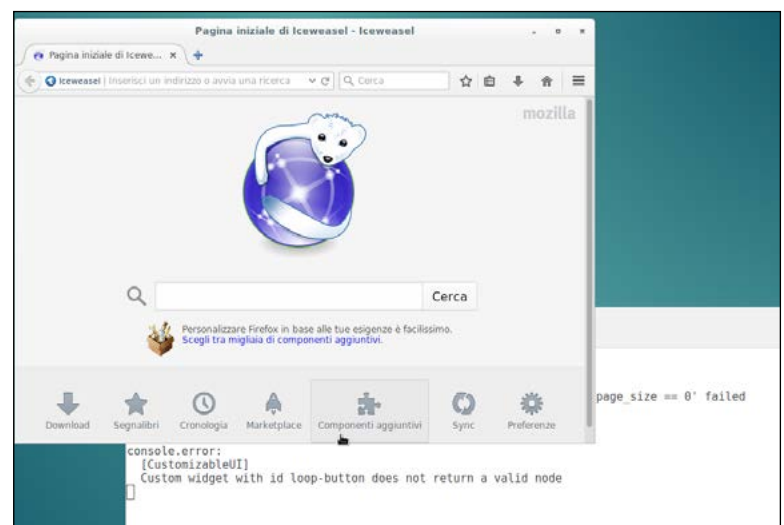 Pagina iniziale di Iceweasel - Iceweasel
Pagina iniziale di Icewe...
Iceweasel
Inserisci un indirizzo o avvia una ricerca
Cerca
mozilla
Cerca
Personalizzare Firefox in base alle tue esigenze è facilissimo.
Scegli tra migliaia di componenti aggiuntivi.
page_size == 0' failed
Download
Segnalibri
Cronologia
Marketplace
Componenti aggiuntivi
Sync
Preferenze
console.error:
[CustomizableUI]
Custom widget with id loop-button does not return a valid node